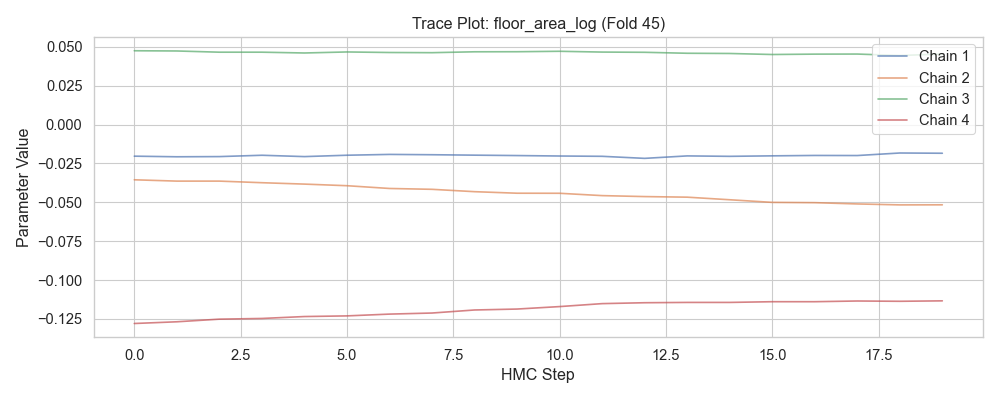 Trace Plot: floor_area_log (Fold 45)
Parameter Value
0.050
0.025
0.000
−0.025
−0.050
−0.075
−0.100
−0.125
Chain 1
Chain 2
Chain 3
Chain 4
0.0 2.5 5.0 7.5 10.0 12.5 15.0 17.5
HMC Step